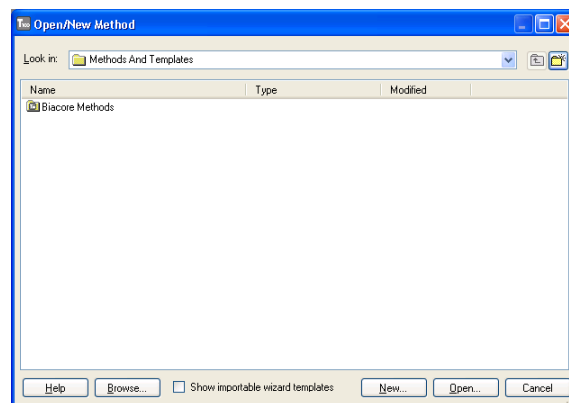 T100 Open/New Method
Look in: Methods And Templates
Name Type Modified
Biacore Methods
Help Browse... Show importable wizard templates New... Open... Cancel